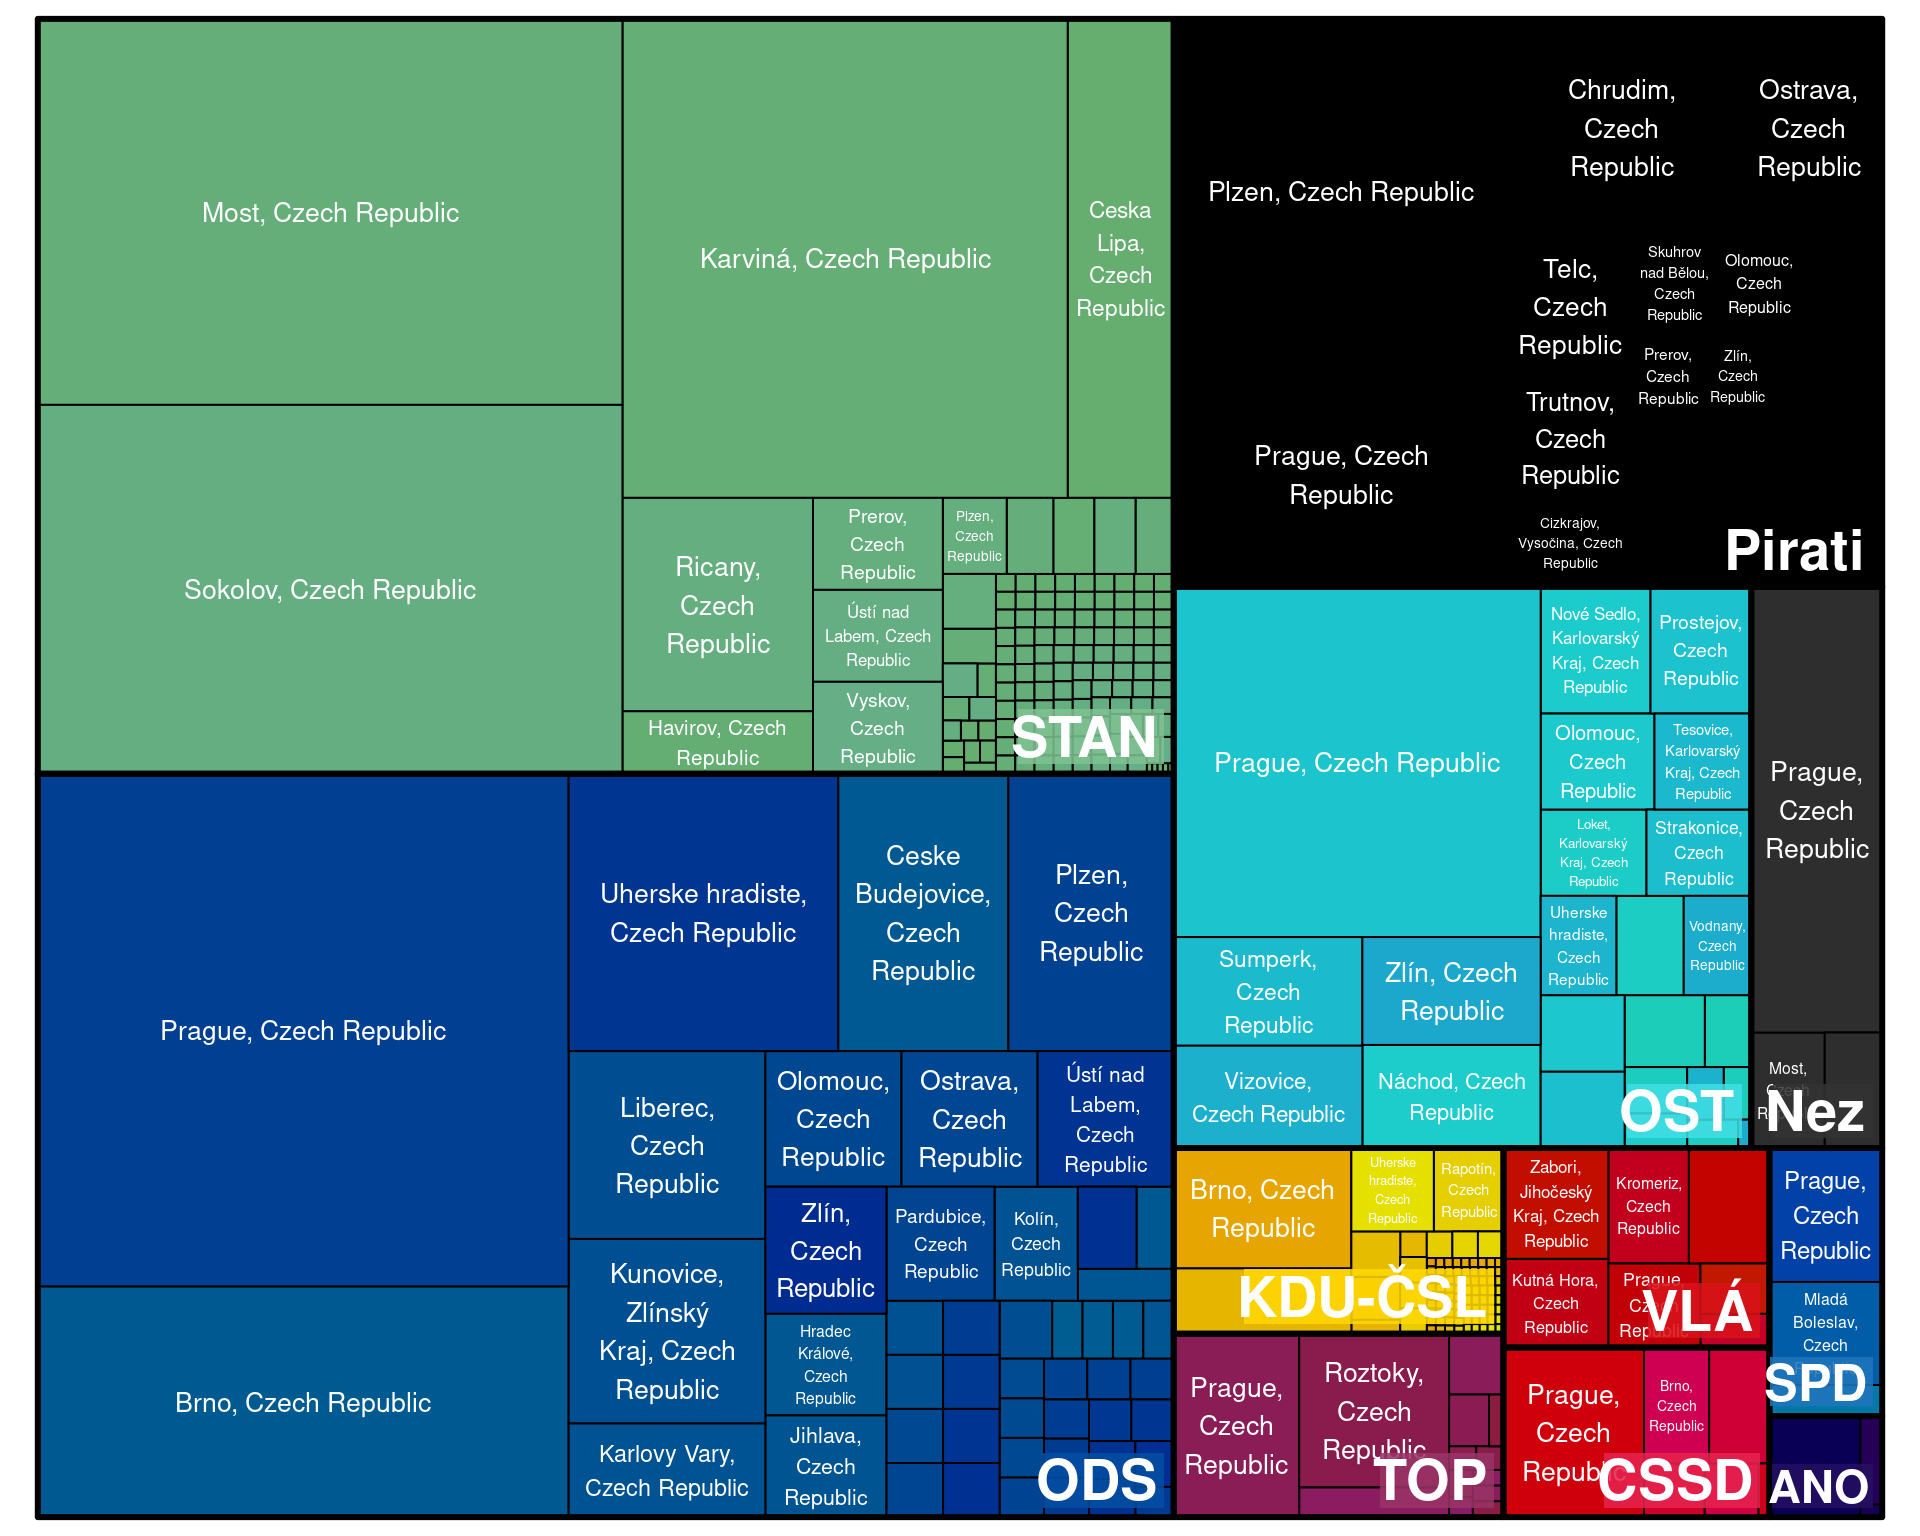 Most, Czech Republic
Sokolov, Czech Republic
Karviná, Czech Republic
Ceska
Lipa,
Czech
Republic
Ricany,
Czech
Republic
Havirov, Czech
Republic
Prerov,
Czech
Republic
Ústí nad
Labem, Czech
Republic
Vyskov,
Czech
Republic
Plzen,
Czech
Republic
STAN
Plzen, Czech Republic
Prague, Czech
Republic
Chrudim,
Czech
Republic
Ostrava,
Czech
Republic
Telc,
Czech
Republic
Skuhrov
nad Bělou,
Czech
Republic
Olomouc,
Czech
Republic
Prerov,
Czech
Republic
Zlín,
Czech
Republic
Trutnov,
Czech
Republic
Cizkrajov,
Vysočina, Czech
Republic
Pirati
Prague, Czech Republic
Brno, Czech Republic
Uherske hradiste,
Czech Republic
Ceske
Budejovice,
Czech
Republic
Plzen,
Czech
Republic
Liberec,
Czech
Republic
Kunovice,
Zlínský
Kraj, Czech
Republic
Karlovy Vary,
Czech Republic
Olomouc,
Czech
Republic
Ostrava,
Czech
Republic
Ústí nad
Labem,
Czech
Republic
Zlín,
Czech
Republic
Hradec
Králové,
Czech
Republic
Jihlava,
Czech
Republic
Pardubice,
Czech
Republic
Kolín,
Czech
Republic
ODS
Prague, Czech Republic
Sumperk,
Czech
Republic
Zlín, Czech
Republic
Vizovice,
Czech Republic
Náchod, Czech
Republic
Nové Sedlo,
Karlovarský
Kraj, Czech
Republic
Prostejov,
Czech
Republic
Olomouc,
Czech
Republic
Tesovice,
Karlovarský
Kraj, Czech
Republic
Loket,
Karlovarský
Kraj, Czech
Republic
Strakonice,
Czech
Republic
Uherske
hradiste,
Czech
Republic
Vodnany,
Czech
Republic
OST
Prague,
Czech
Republic
Most,
Czech
Nez
Brno, Czech
Republic
Uherske
hradiste,
Czech
Republic
Rapotín,
Czech
Republic
KDU-ČSL
Zabori,
Jihočeský
Kraj, Czech
Republic
Kromeriz,
Czech
Republic
Kutná Hora,
Czech
Republic
Prague,
VLÁ
Prague,
Czech
Republic
Mladá
Boleslav,
Czech
SPD
Prague,
Czech
Republic
Roztoky,
Czech
Republic
TOP
Prague,
Czech
Republic
Brno,
Czech
Republic
CSSD
ANO